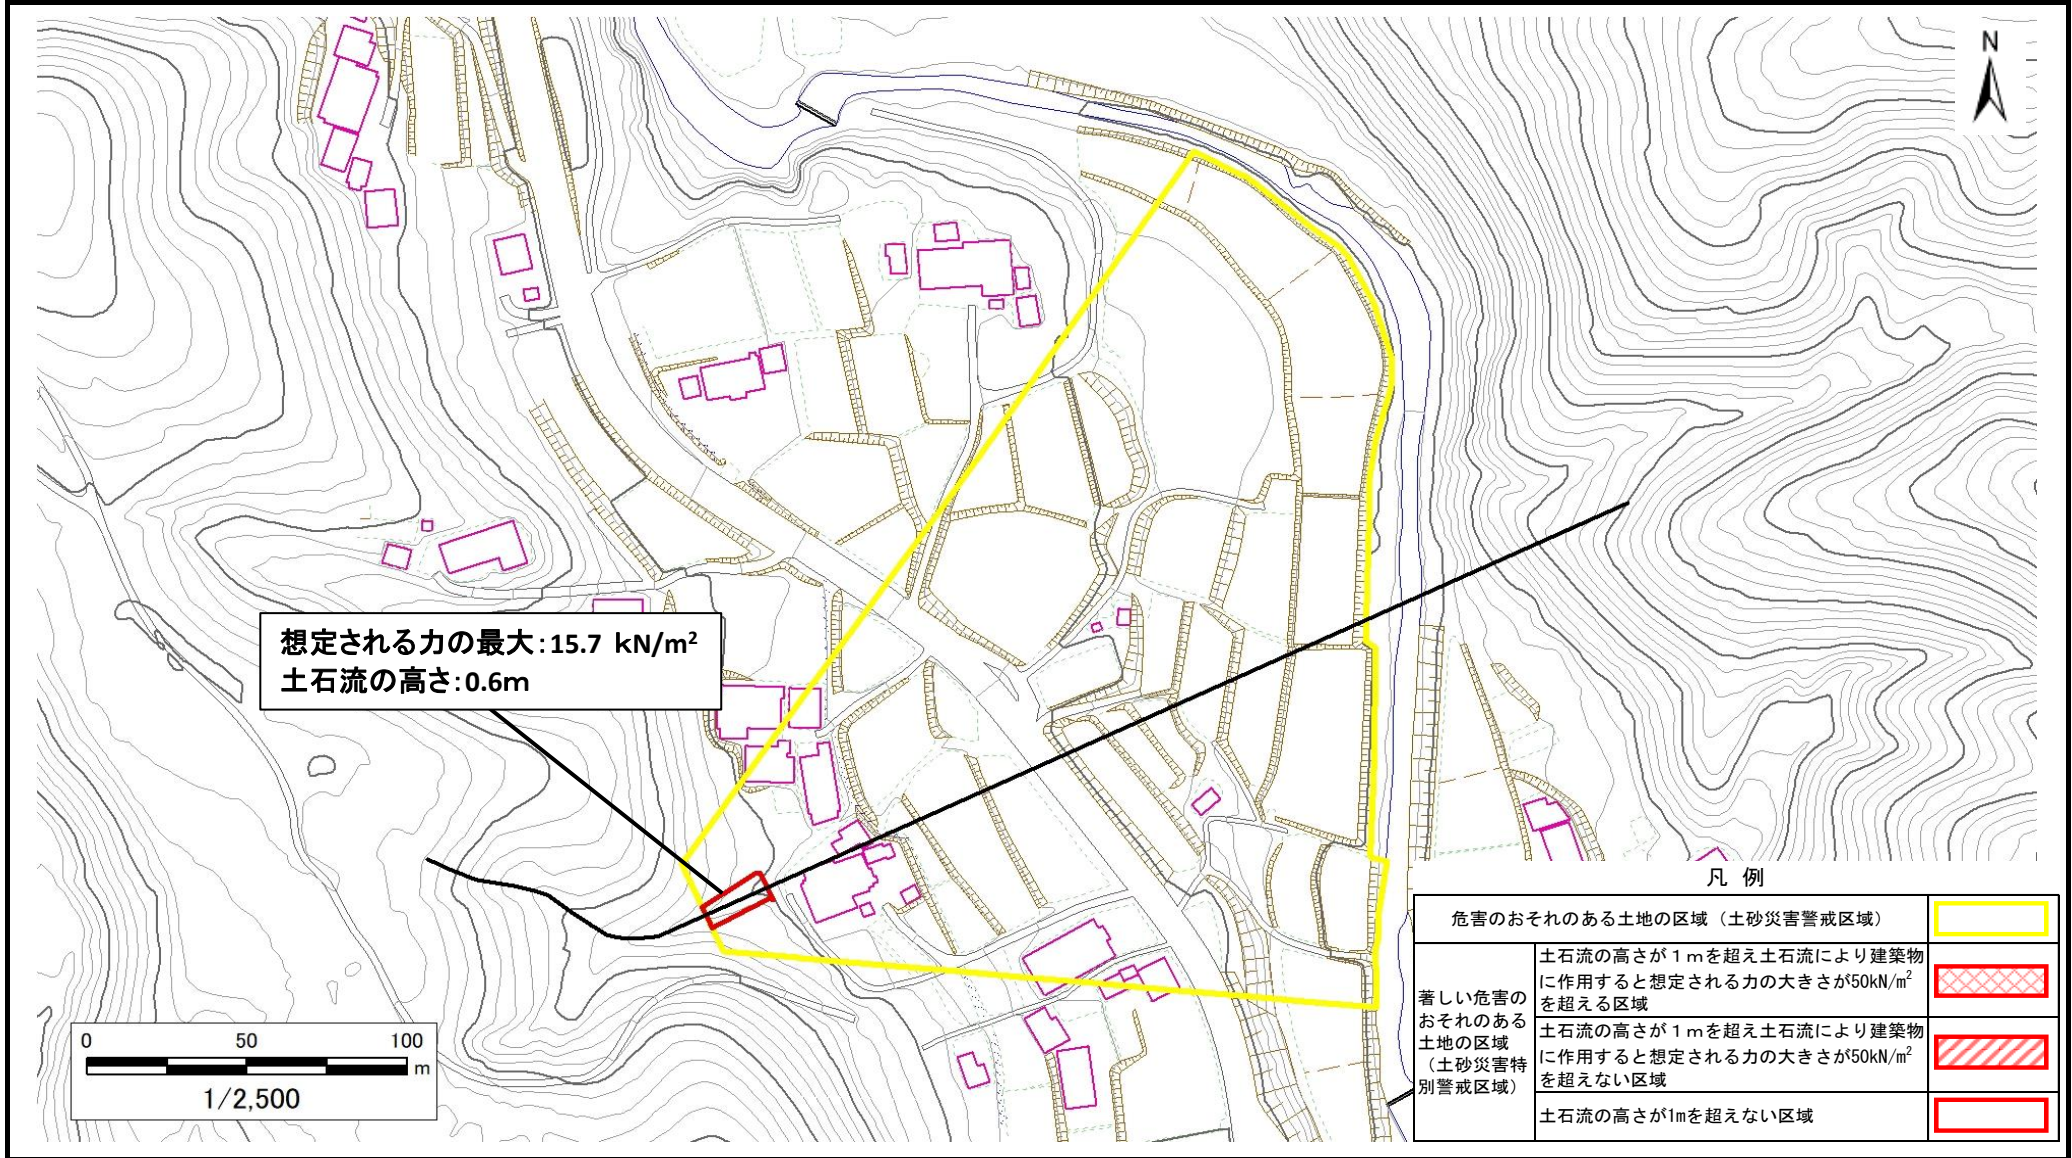 N
想定される力の最大:15.7 kN/m²
土石流の高さ:0.6m
0 50 100
m
1/2,500
凡 例
危害のおそれのある土地の区域（土砂災害警戒区域）
著しい危害の
おそれのある
土地の区域
（土砂災害特
別警戒区域）
土石流の高さが１ｍを超え土石流により建築物
に作用すると想定される力の大きさが50kN/m²
を超える区域
土石流の高さが１ｍを超え土石流により建築物
に作用すると想定される力の大きさが50kN/m²
を超えない区域
土石流の高さが1mを超えない区域